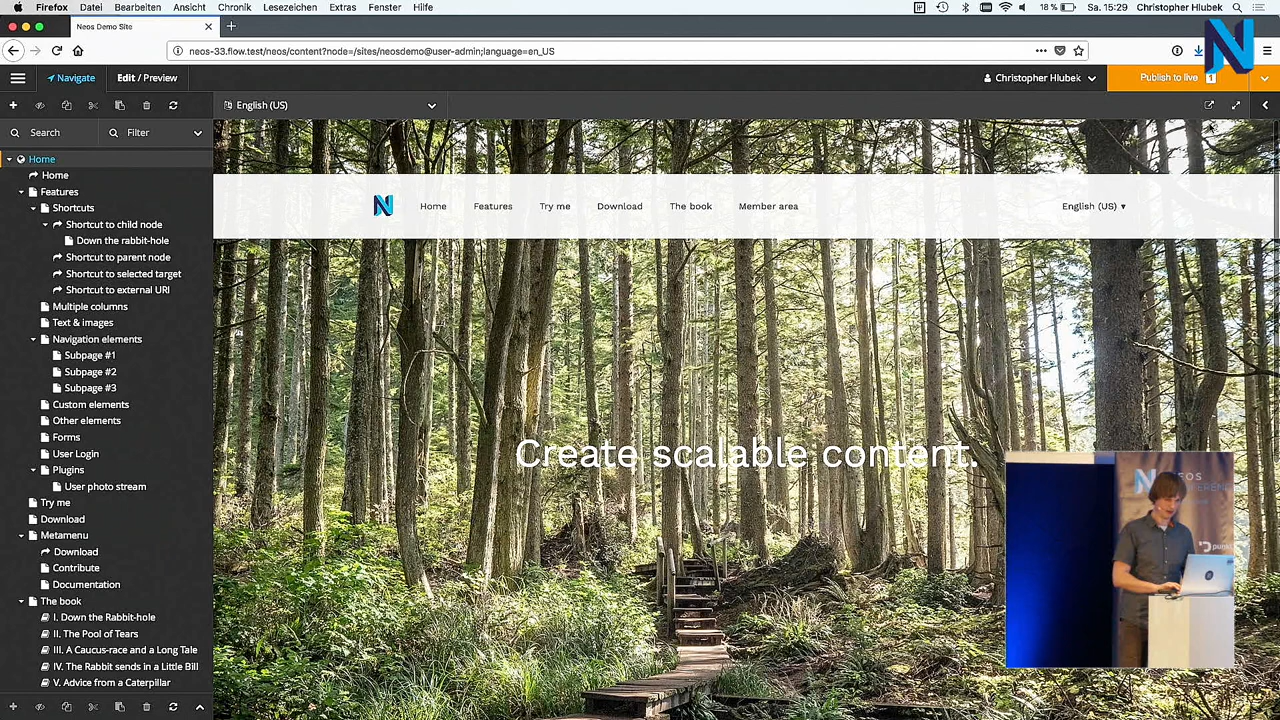 Firefox Datei Bearbeiten Ansicht Chronik Lesezeichen Extras Fenster Hilfe 18 % Sa. 15:29 Christopher Hlubek
Neos Demo Site
neos-33.flow.test/neos/content?node=/sites/neosdemo@user-admin;language=en_US
Navigate Edit / Preview Christopher Hlubek Publish to live 1
English (US)
Search Filter
Home
Home
Features
Shortcuts
Shortcut to child node
Down the rabbit-hole
Shortcut to parent node
Shortcut to selected target
Shortcut to external URI
Multiple columns
Text & images
Navigation elements
Subpage #1
Subpage #2
Subpage #3
Custom elements
Other elements
Forms
User Login
Plugins
User photo stream
Try me
Download
Metamenu
Download
Contribute
Documentation
The book
I. Down the Rabbit-hole
II. The Pool of Tears
III. A Caucus-race and a Long Tale
IV. The Rabbit sends in a Little Bill
V. Advice from a Caterpillar
Home Features Try me Download The book Member area English (US)
Create scalable content.